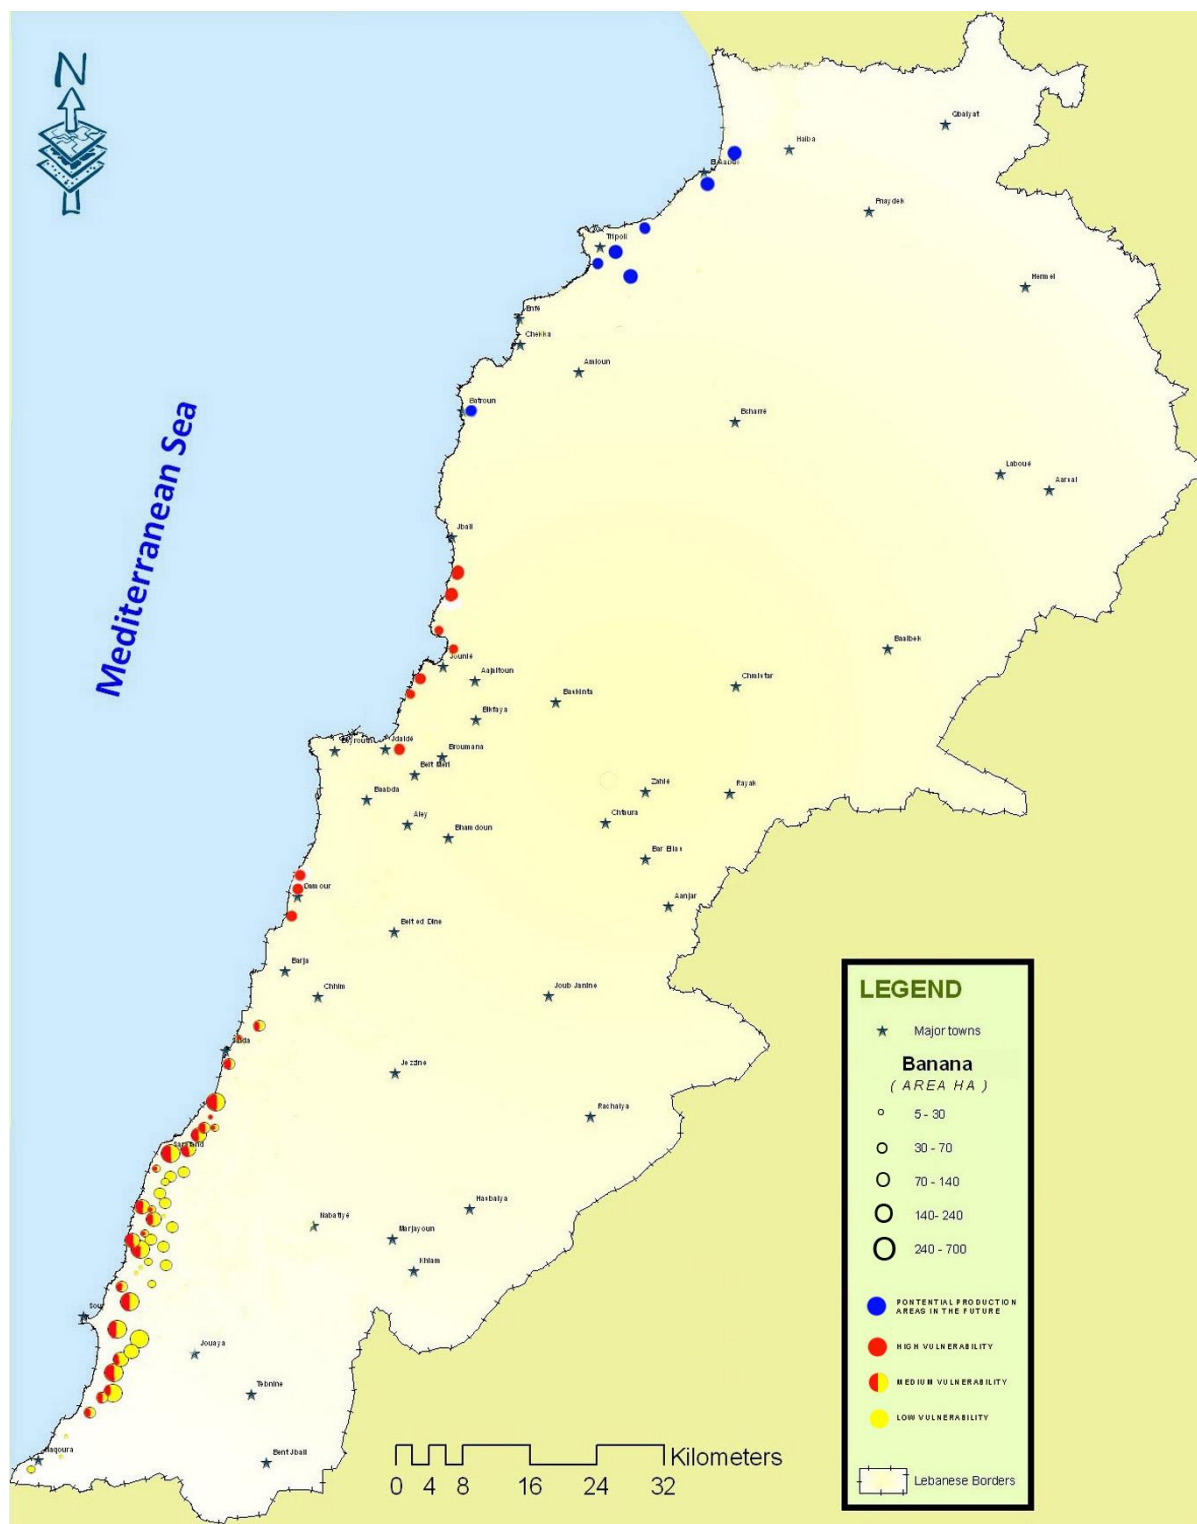 N
Qbaiyat
Halba
Fnaydek
Tripoli
Hermel
Enfé
Chekka
Amioun
Batroun
Bcharré
Mediterranean Sea
Laboué
Aarsal
Jbail
Baalbek
Jounié
Aajaltoun
Chmistar
Baskinta
Bikfaya
Beyrouth
Jdaidé
Broumana
Beit Meri
Zahlé
Rayak
Baabda
Chtaura
Aley
Bhamdoun
Bar Elias
Damour
Aanjar
Beit ed Dine
Barja
Chhim
Joub Janine
Saida
Jezzine
Rachaiya
Sarafand
Hasbaiya
Nabatiyé
Marjayoun
Khiam
Sour
Jouaya
Tebnine
Naqoura
Bent Jbail
Kilometers
0 4 8 16 24 32
LEGEND
Major towns
Banana
( AREA HA )
5 - 30
30 - 70
70 - 140
140- 240
240 - 700
PONTENTIAL PRODUCTION
AREAS IN THE FUTURE
HIGH VULNERABILITY
MEDIUM VULNERABILITY
LOW VULNERABILITY
Lebanese Borders